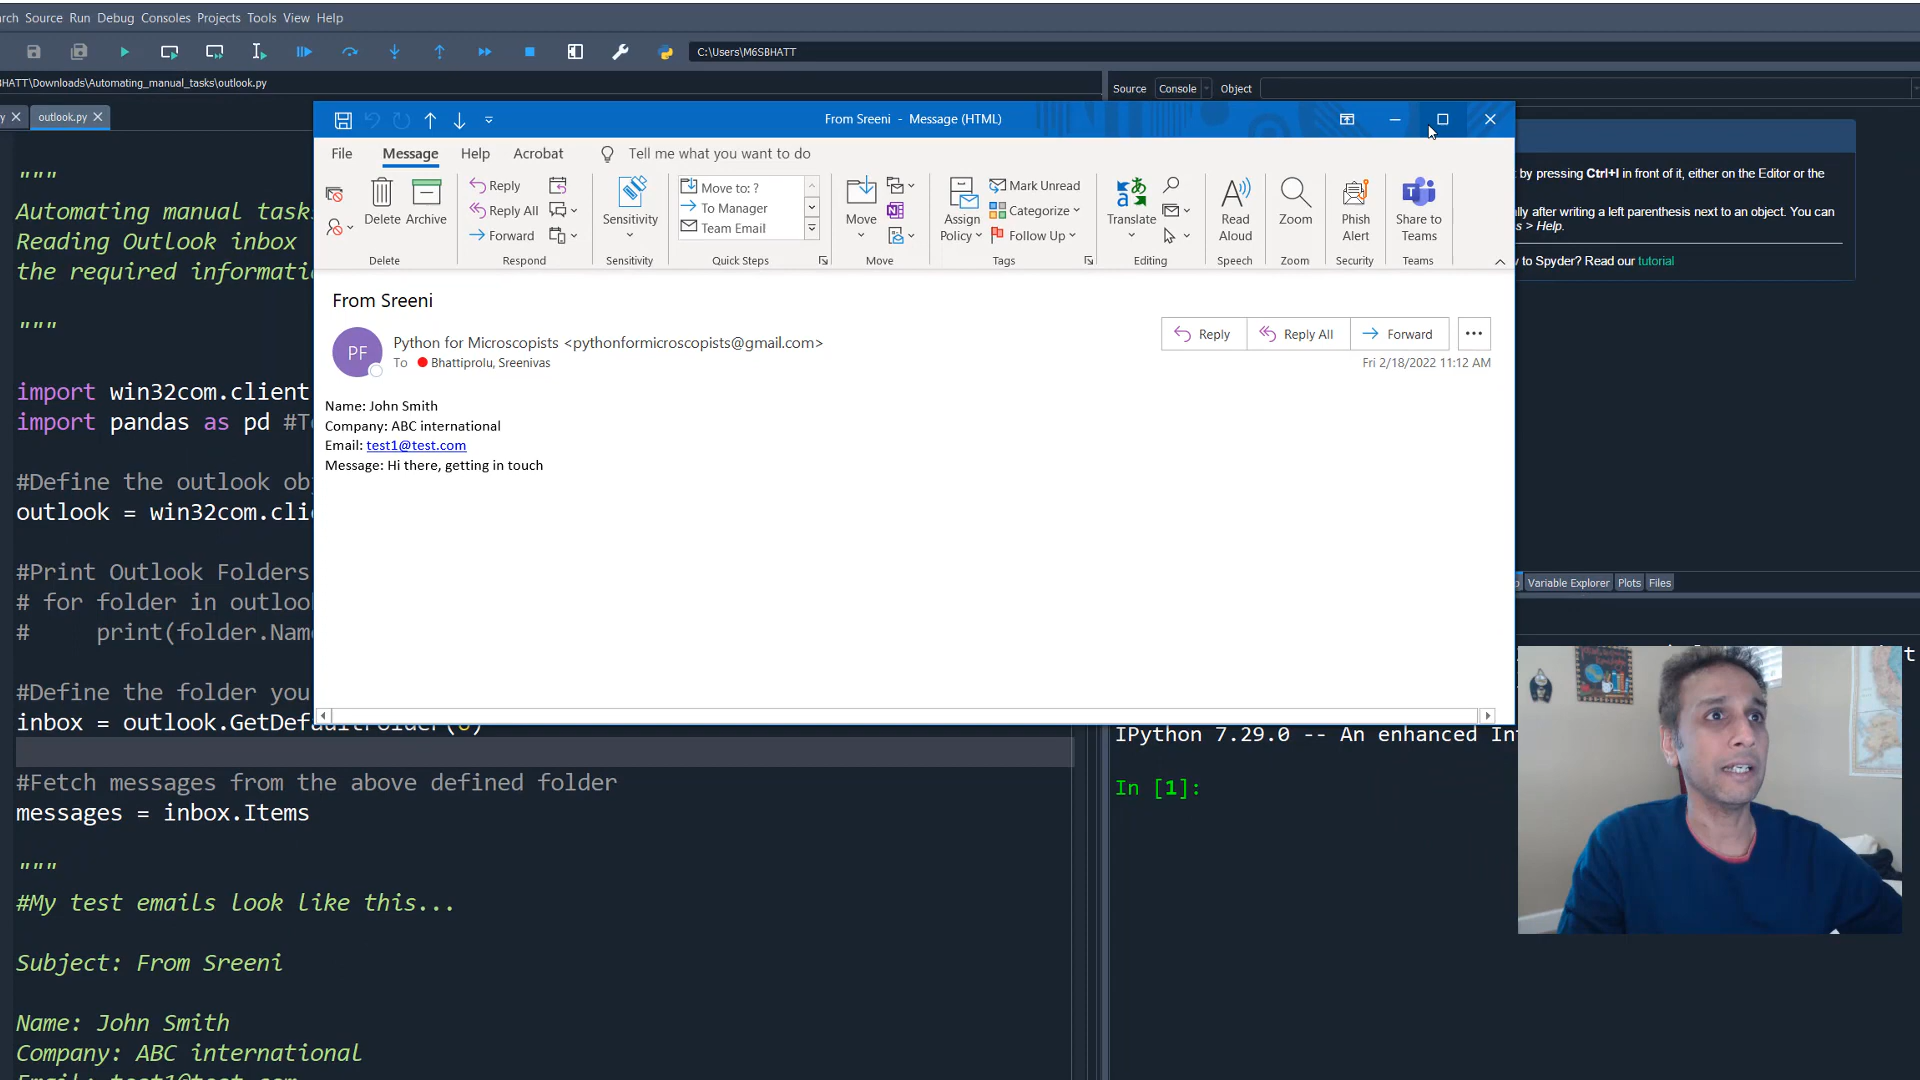 rch Source Run Debug Consoles Projects Tools View Help
C:\Users\M6SBHATT
BHATT\Downloads\Automating_manual_tasks\outlook.py
Source Console Object
y outlook.py
From Sreeni - Message (HTML)
File Message Help Acrobat Tell me what you want to do
by pressing Ctrl+I in front of it, either on the Editor or the
ally after writing a left parenthesis next to an object. You can
s > Help.
y to Spyder? Read our tutorial
Delete Archive
Reply
Reply All
Forward
Sensitivity
Move to: ?
To Manager
Team Email
Move
Assign Policy
Mark Unread
Categorize
Follow Up
Translate
Read Aloud
Zoom
Phish Alert
Share to Teams
Delete Respond Sensitivity Quick Steps Move Tags Editing Speech Zoom Security Teams
From Sreeni
PF
Python for Microscopists <pythonformicroscopists@gmail.com>
To Bhattiprolu, Sreenivas
Reply Reply All Forward
Fri 2/18/2022 11:12 AM
Name: John Smith
Company: ABC international
Email: test1@test.com
Message: Hi there, getting in touch
"""
Automating manual tasks
Reading Outlook inbox
the required informati
"""
import win32com.client
import pandas as pd #T
#Define the outlook ob
outlook = win32com.cli
#Print Outlook Folders
# for folder in outloo
# print(folder.Nam
#Define the folder you
inbox = outlook.GetDefaultFolder(6)
#Fetch messages from the above defined folder
messages = inbox.Items
"""
#My test emails look like this...
Subject: From Sreeni
Name: John Smith
Company: ABC international
Email: test1@test.com
Variable Explorer Plots Files
IPython 7.29.0 -- An enhanced In
In [1]: